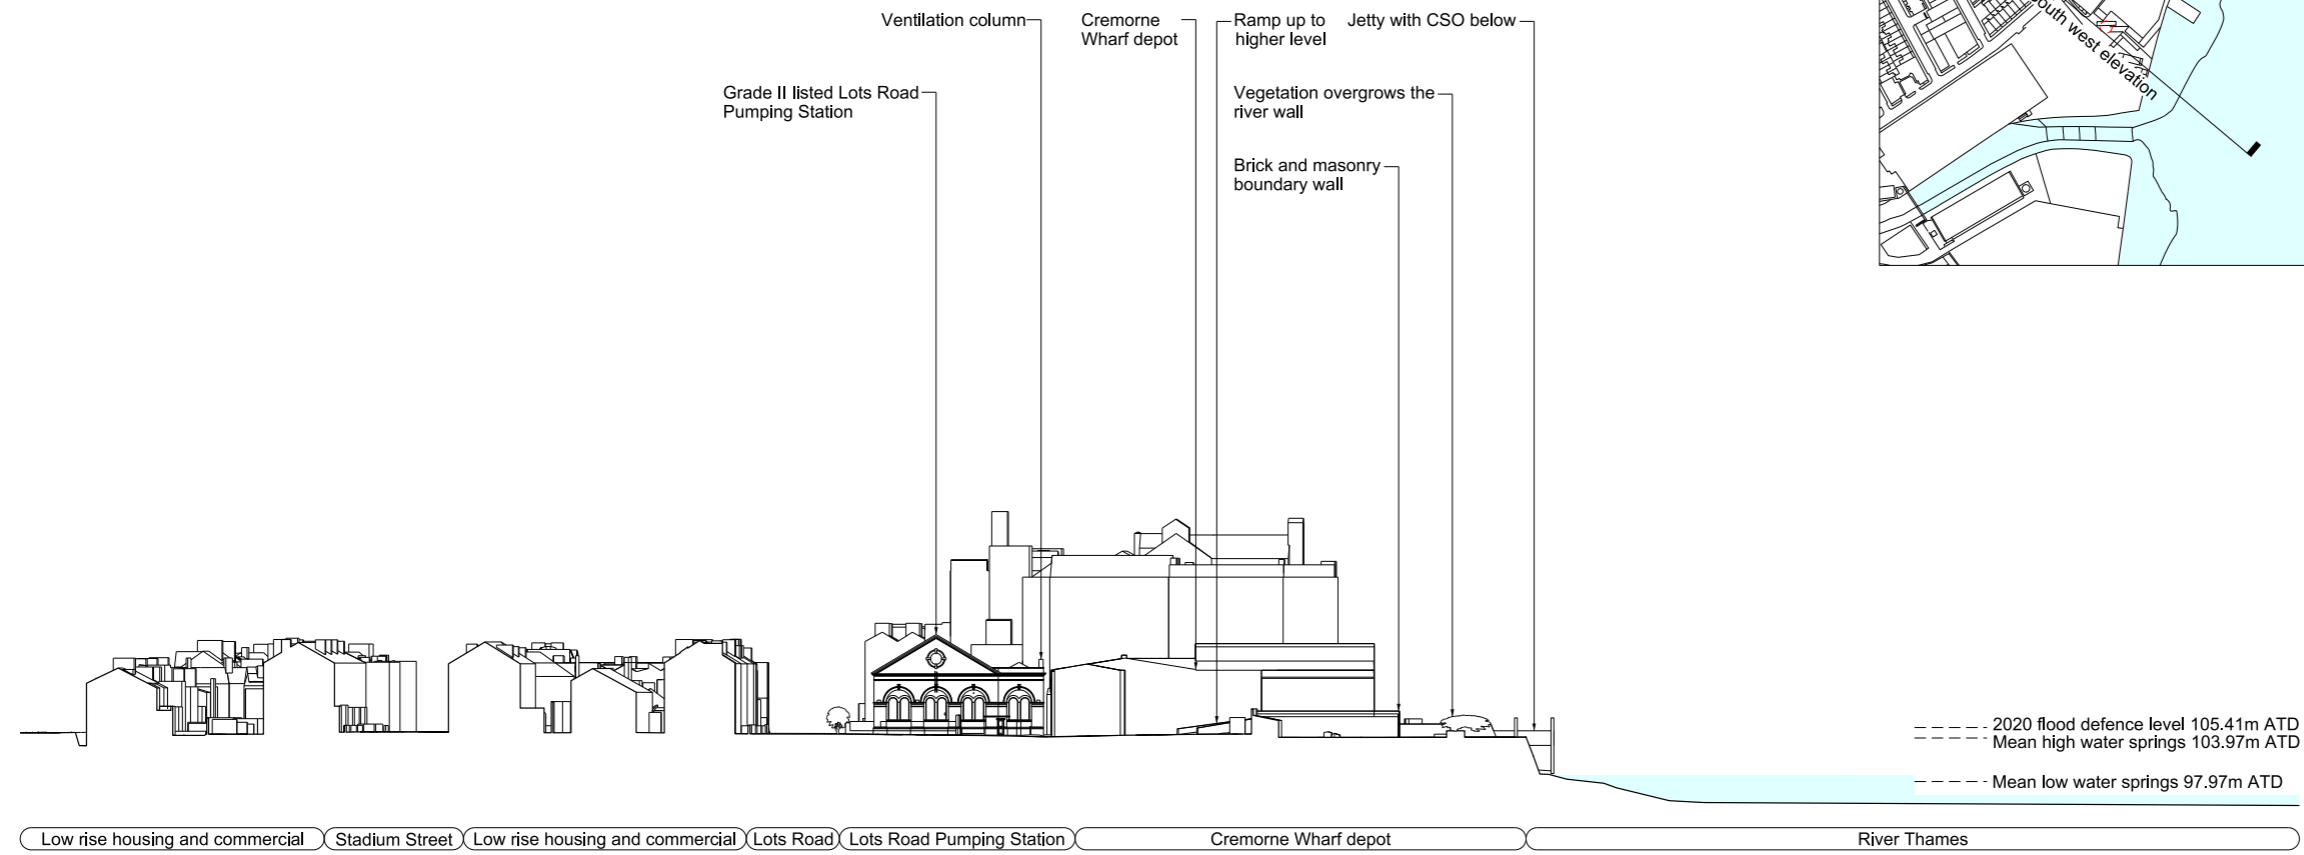 Ventilation column
Cremorne
Wharf depot
Ramp up to
higher level
Jetty with CSO below
Grade II listed Lots Road
Pumping Station
Vegetation overgrows the
river wall
Brick and masonry
boundary wall
south west elevation
2020 flood defence level 105.41m ATD
Mean high water springs 103.97m ATD
Mean low water springs 97.97m ATD
Low rise housing and commercial
Stadium Street
Low rise housing and commercial
Lots Road
Lots Road Pumping Station
Cremorne Wharf depot
River Thames